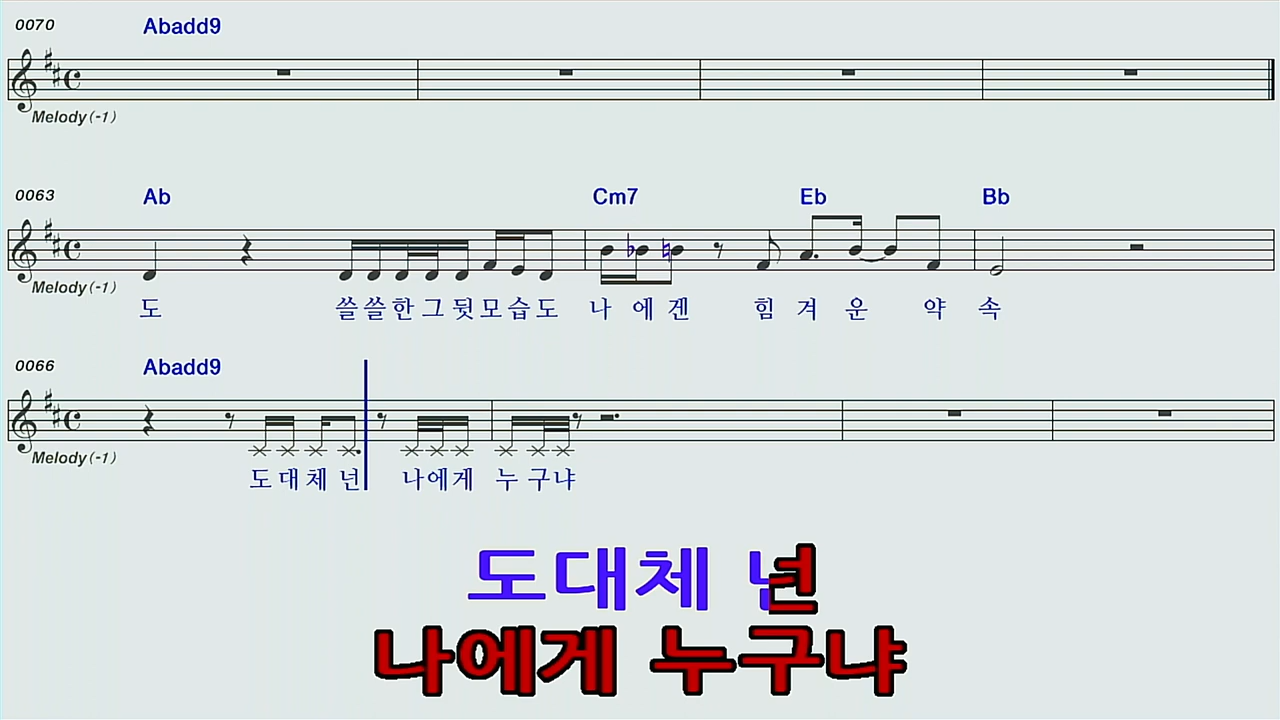 0070 Abadd9
Melody(-1)
0063 Ab Cm7 Eb Bb
Melody(-1)
도 쓸쓸한그뒷모습도 나 에겐 힘겨운 약속
0066 Abadd9
Melody(-1)
도대체 넌 나에게 누구냐
도대체 넌
나에게 누구냐